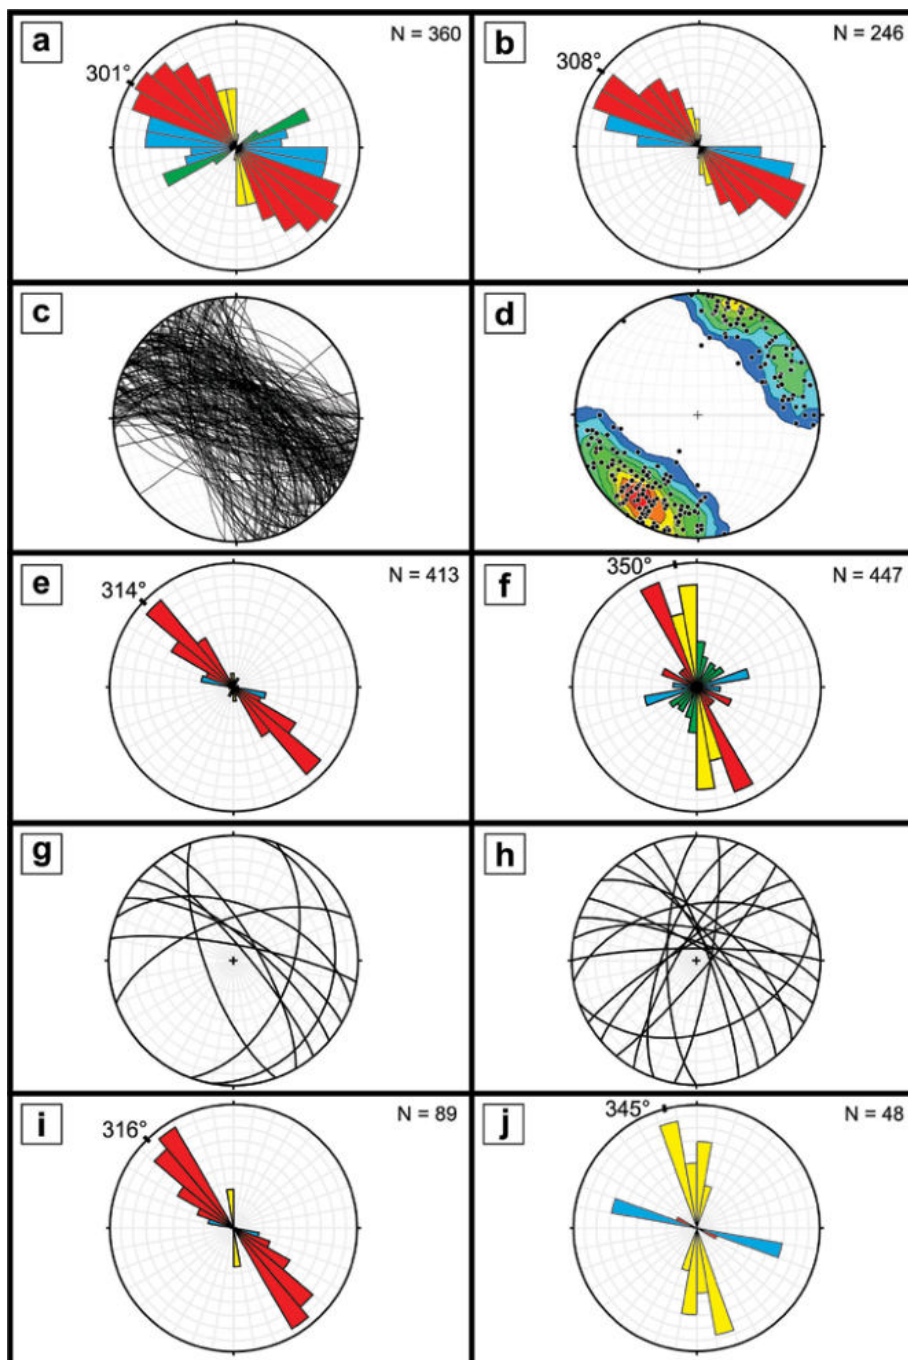 a
N = 360
301°
b
N = 246
308°
c
d
e
N = 413
314°
f
N = 447
350°
g
h
i
N = 89
316°
j
N = 48
345°